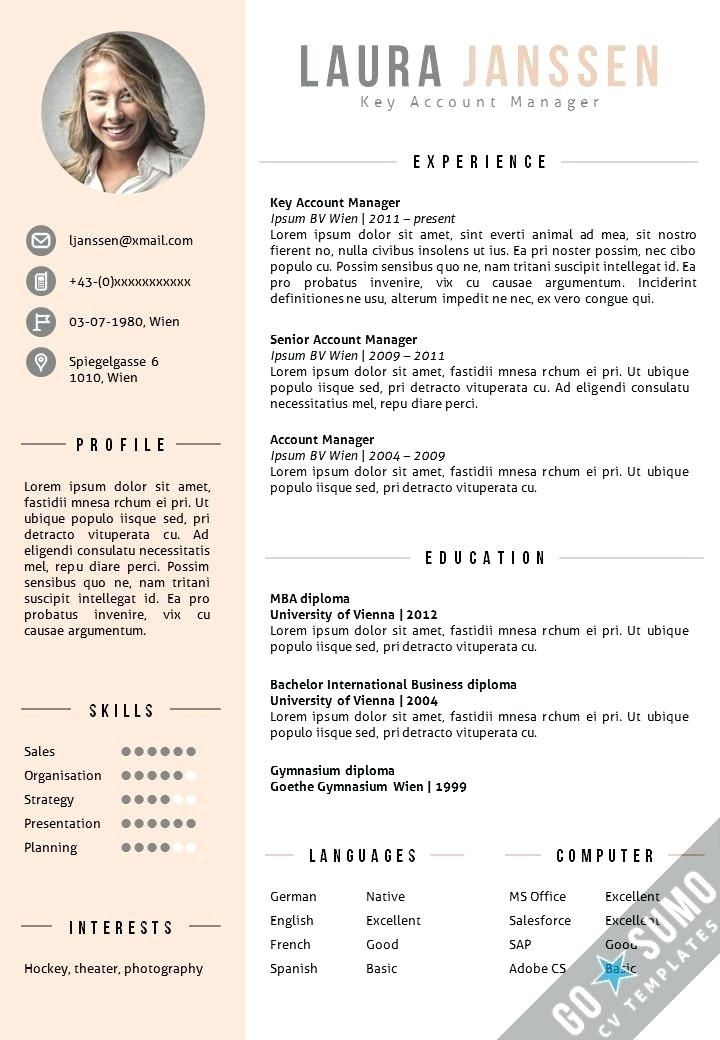 LAURA JANSSEN
Key Account Manager
ljanssen@xmail.com
+43-(0)xxxxxxxxxxx
03-07-1980, Wien
Spiegelgasse 6
1010, Wien
PROFILE
Lorem ipsum dolor sit amet,
fastidii mnesa rchum ei pri. Ut
ubique populo iisque sed, pri
detracto vituperata cu. Ad
eligendi consulatu necessitatis
mel, repu diare perci. Possim
sensibus quo ne, nam tritani
suscipit intellegat id. Ea pro
probatus invenire, vix cu
causae argumentum.
SKILLS
Sales
Organisation
Strategy
Presentation
Planning
INTERESTS
Hockey, theater, photography
EXPERIENCE
Key Account Manager
Ipsum BV Wien | 2011 – present
Lorem ipsum dolor sit amet, sint everti animal ad mea, sit nostro
fierent no, nulla civibus insolens ut ius. Ea pri noster possim, nec cibo
populo cu. Possim sensibus quo ne, nam tritani suscipit intellegat id. Ea
pro probatus invenire, vix cu causae argumentum. Inciderint
definitiones ne usu, alterum impedit ne nec, ex vero congue qui.
Senior Account Manager
Ipsum BV Wien | 2009 – 2011
Lorem ipsum dolor sit amet, fastidii mnesa rchum ei pri. Ut ubique
populo iisque sed, pri detracto vituperata cu. Ad eligendi consulatu
necessitatius mel, repu diare perci.
Account Manager
Ipsum BV Wien | 2004 – 2009
Lorem ipsum dolor sit amet, fastidii mnesa rchum ei pri. Ut ubique
populo iisque sed, pri detracto vituperata cu.
EDUCATION
MBA diploma
University of Vienna | 2012
Lorem ipsum dolor sit amet, fastidii mnesa rchum ei pri. Ut ubique
populo iisque sed, pri detracto vituperata cu.
Bachelor International Business diploma
University of Vienna | 2004
Lorem ipsum dolor sit amet, fastidii mnesa rchum ei pri. Ut ubique
populo iisque sed, pri detracto vituperata cu.
Gymnasium diploma
Goethe Gymnasium Wien | 1999
LANGUAGES
German Native
English Excellent
French Good
Spanish Basic
COMPUTER
MS Office Excellent
Salesforce Excellent
SAP Good
Adobe CS Basic
GO SUMO
CV TEMPLATES